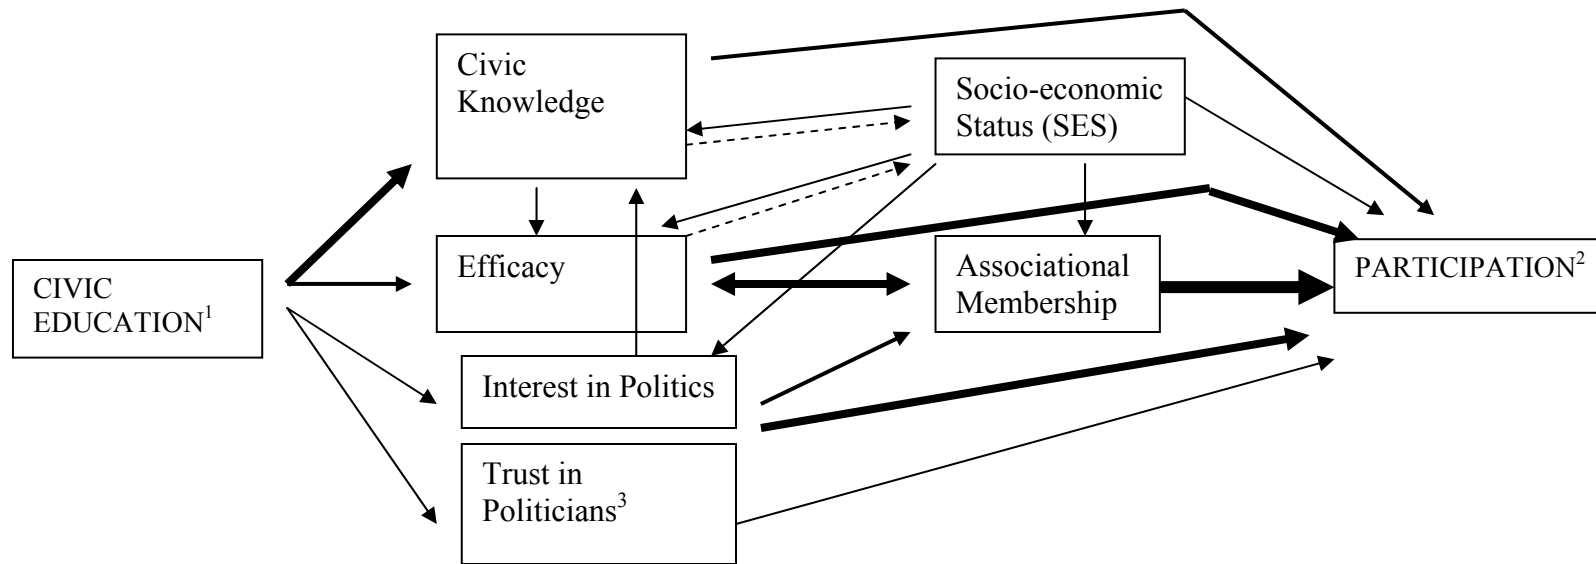 Civic
Knowledge
Socio-economic
Status (SES)
CIVIC
EDUCATION¹
Efficacy
Associational
Membership
PARTICIPATION²
Interest in Politics
Trust in
Politicians³